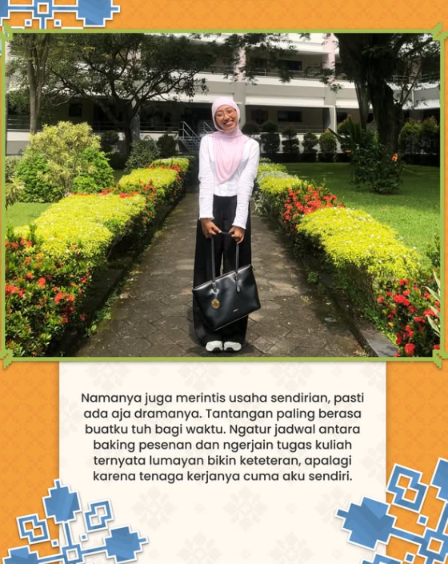 Namanya juga merintis usaha sendirian, pasti
ada aja dramanya. Tantangan paling berasa
buatku tuh bagi waktu. Ngatur jadwal antara
baking pesenan dan ngerjain tugas kuliah
ternyata lumayan bikin keteteran, apalagi
karena tenaga kerjanya cuma aku sendiri.